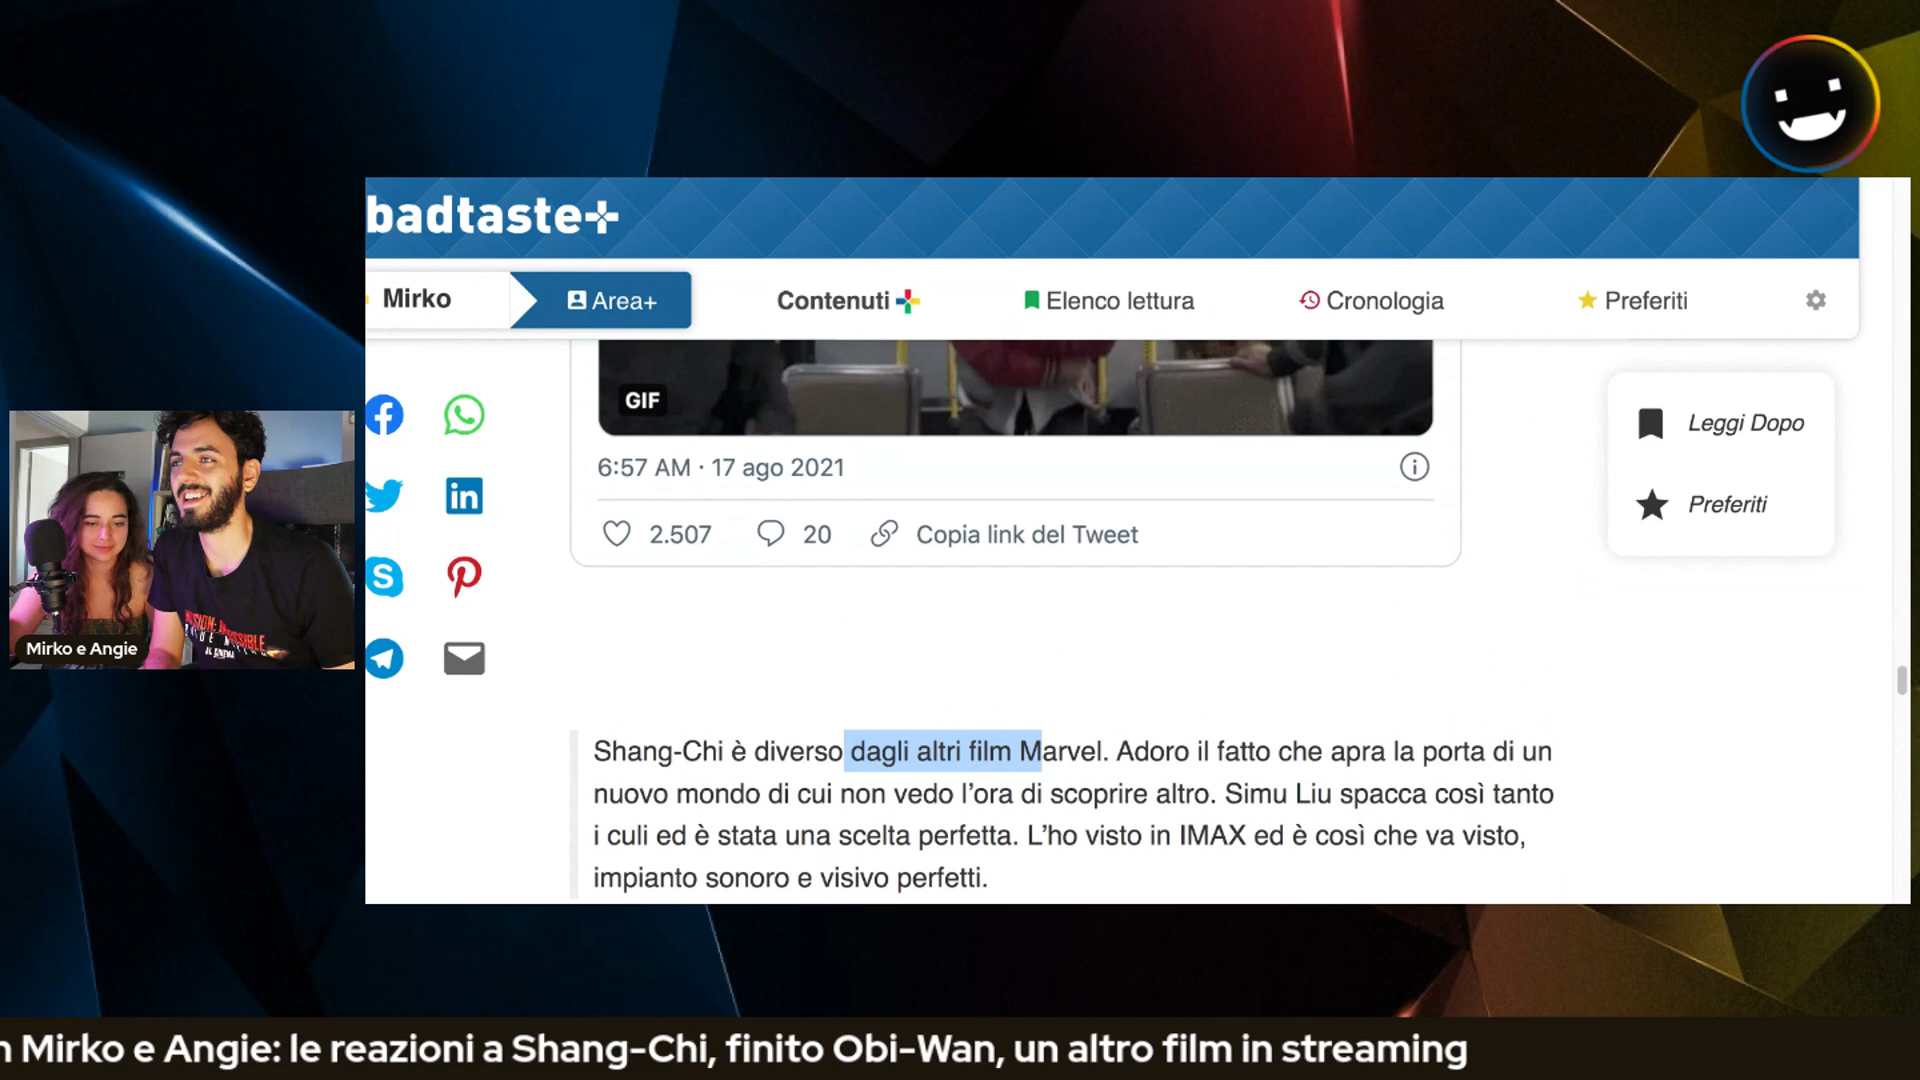 badtaste+
Mirko
Area+
Contenuti
Elenco lettura
Cronologia
Preferiti
GIF
6:57 AM · 17 ago 2021
2.507
20
Copia link del Tweet
Leggi Dopo
Preferiti
Mirko e Angie
Shang-Chi è diverso dagli altri film Marvel. Adoro il fatto che apra la porta di un
nuovo mondo di cui non vedo l’ora di scoprire altro. Simu Liu spacca così tanto
i culi ed è stata una scelta perfetta. L’ho visto in IMAX ed è così che va visto,
impianto sonoro e visivo perfetti.
n Mirko e Angie: le reazioni a Shang-Chi, finito Obi-Wan, un altro film in streaming